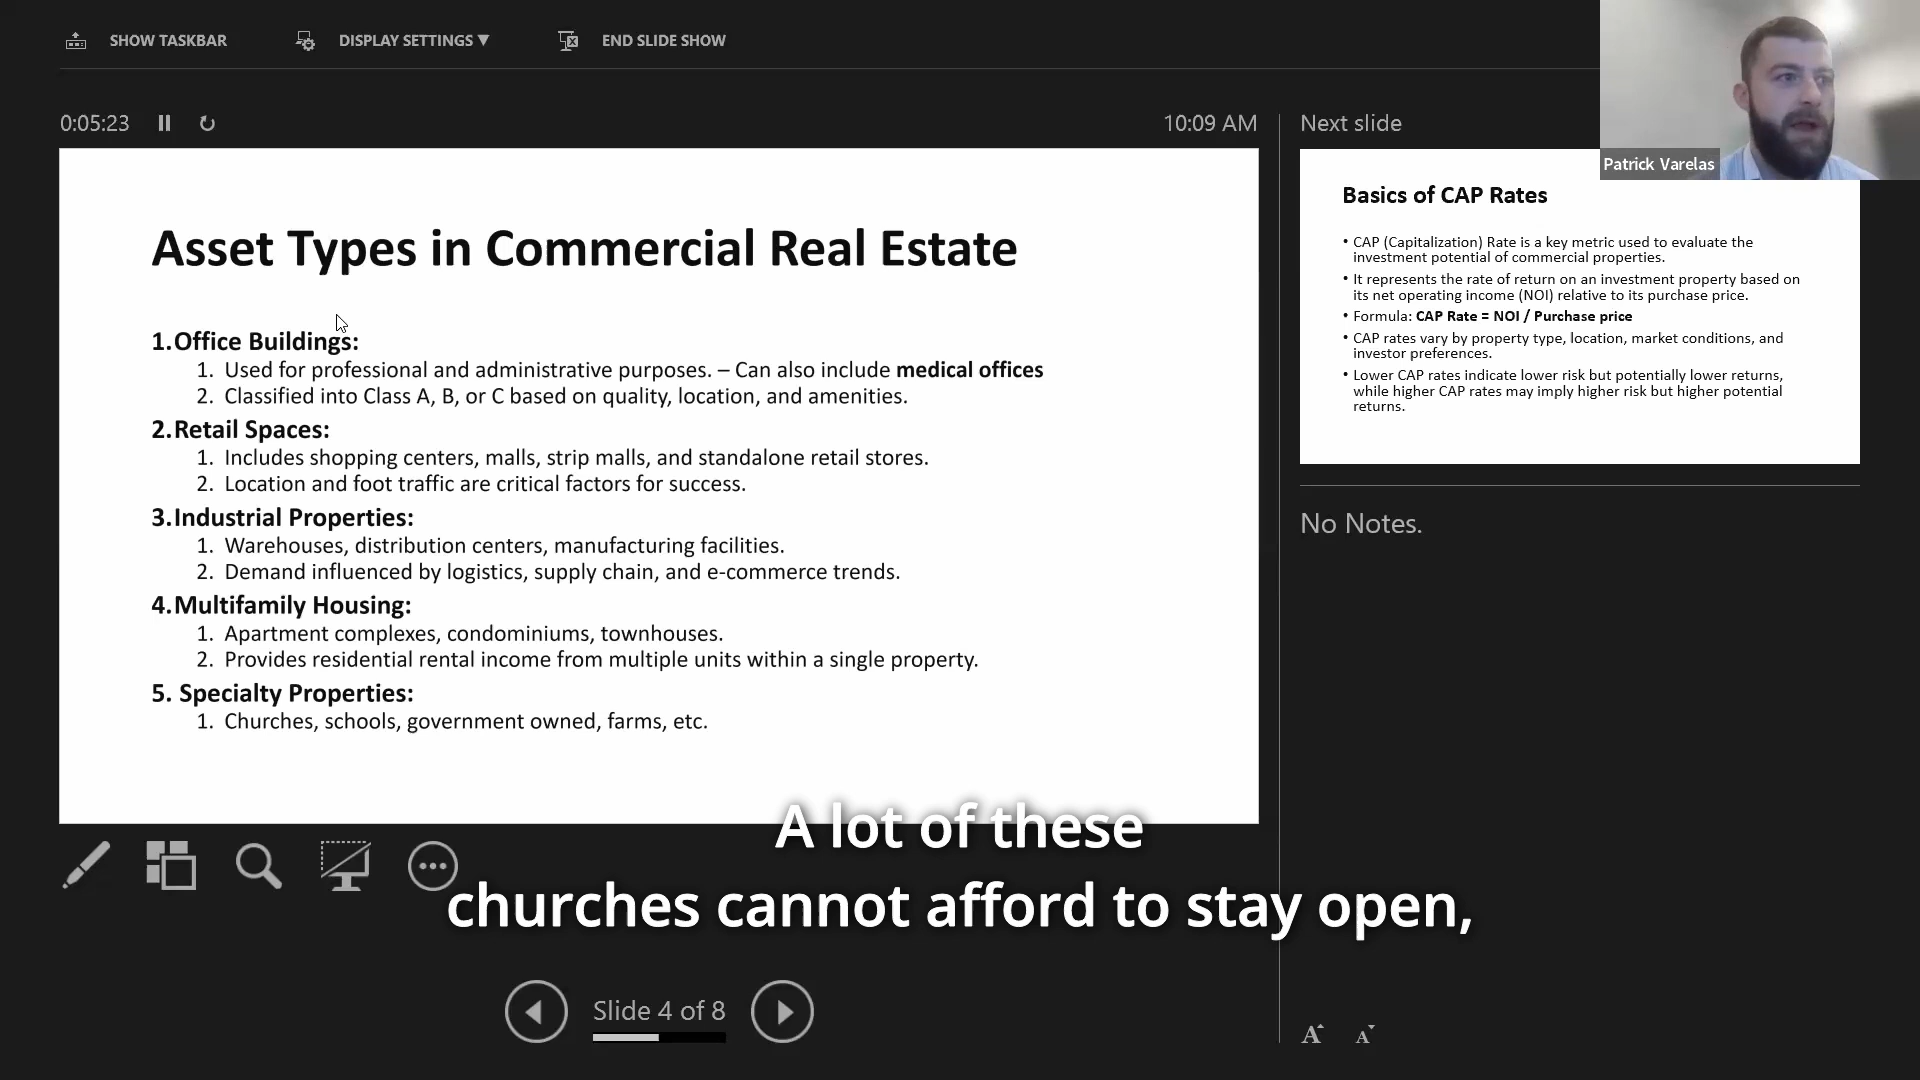 SHOW TASKBAR
DISPLAY SETTINGS ▼
END SLIDE SHOW
0:05:23
10:09 AM
Next slide
Patrick Varelas
Asset Types in Commercial Real Estate
1.Office Buildings:
1. Used for professional and administrative purposes. – Can also include medical offices
2. Classified into Class A, B, or C based on quality, location, and amenities.
2.Retail Spaces:
1. Includes shopping centers, malls, strip malls, and standalone retail stores.
2. Location and foot traffic are critical factors for success.
3.Industrial Properties:
1. Warehouses, distribution centers, manufacturing facilities.
2. Demand influenced by logistics, supply chain, and e-commerce trends.
4.Multifamily Housing:
1. Apartment complexes, condominiums, townhouses.
2. Provides residential rental income from multiple units within a single property.
5. Specialty Properties:
1. Churches, schools, government owned, farms, etc.
Basics of CAP Rates
• CAP (Capitalization) Rate is a key metric used to evaluate the
investment potential of commercial properties.
• It represents the rate of return on an investment property based on
its net operating income (NOI) relative to its purchase price.
• Formula: CAP Rate = NOI / Purchase price
• CAP rates vary by property type, location, market conditions, and
investor preferences.
• Lower CAP rates indicate lower risk but potentially lower returns,
while higher CAP rates may imply higher risk but higher potential
returns.
No Notes.
A lot of these
churches cannot afford to stay open,
Slide 4 of 8
A A